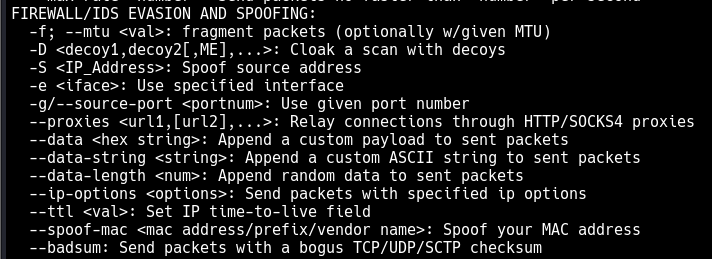 FIREWALL/IDS EVASION AND SPOOFING:
-f; --mtu <val>: fragment packets (optionally w/given MTU)
-D <decoy1,decoy2[,ME],...>: Cloak a scan with decoys
-S <IP_Address>: Spoof source address
-e <iface>: Use specified interface
-g/--source-port <portnum>: Use given port number
--proxies <url1,[url2],...>: Relay connections through HTTP/SOCKS4 proxies
--data <hex string>: Append a custom payload to sent packets
--data-string <string>: Append a custom ASCII string to sent packets
--data-length <num>: Append random data to sent packets
--ip-options <options>: Send packets with specified ip options
--ttl <val>: Set IP time-to-live field
--spoof-mac <mac address/prefix/vendor name>: Spoof your MAC address
--badsum: Send packets with a bogus TCP/UDP/SCTP checksum